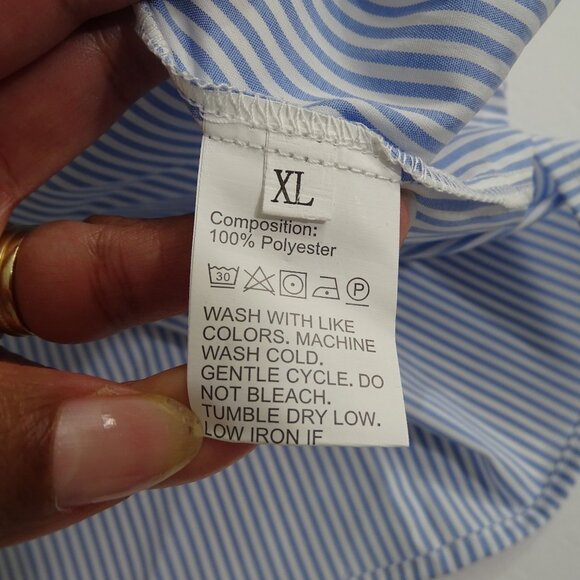 XL
Composition:
100% Polyester
30 P
WASH WITH LIKE
COLORS. MACHINE
WASH COLD.
GENTLE CYCLE. DO
NOT BLEACH.
TUMBLE DRY LOW.
LOW IRON IF